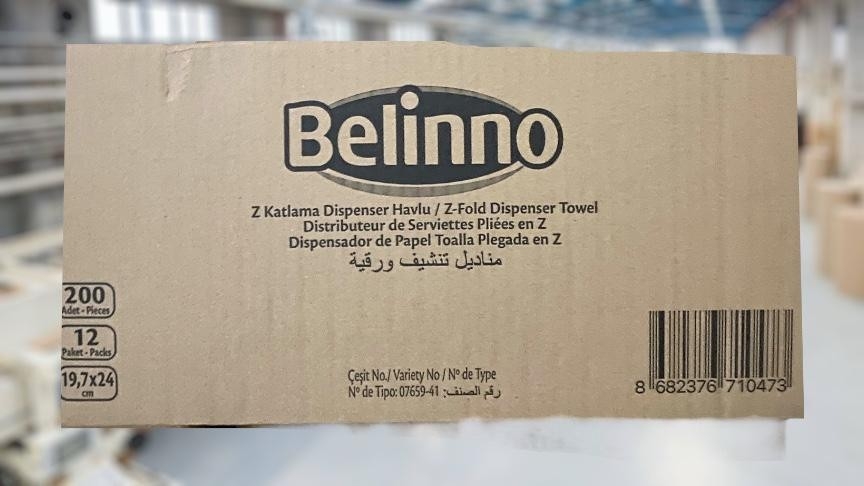 Belinno
Z Katlama Dispenser Havlu / Z-Fold Dispenser Towel
Distributeur de Serviettes Pliées en Z
Dispensador de Papel Toalla Plegada en Z
مناديل تنشيف ورقية
200
Adet - Pieces
12
Paket - Packs
19,7x24
cm
Çeşit No./ Variety No / Nº de Type
Nº de Tipo: 07659-41 :رقم الصنف
8 682376 710473